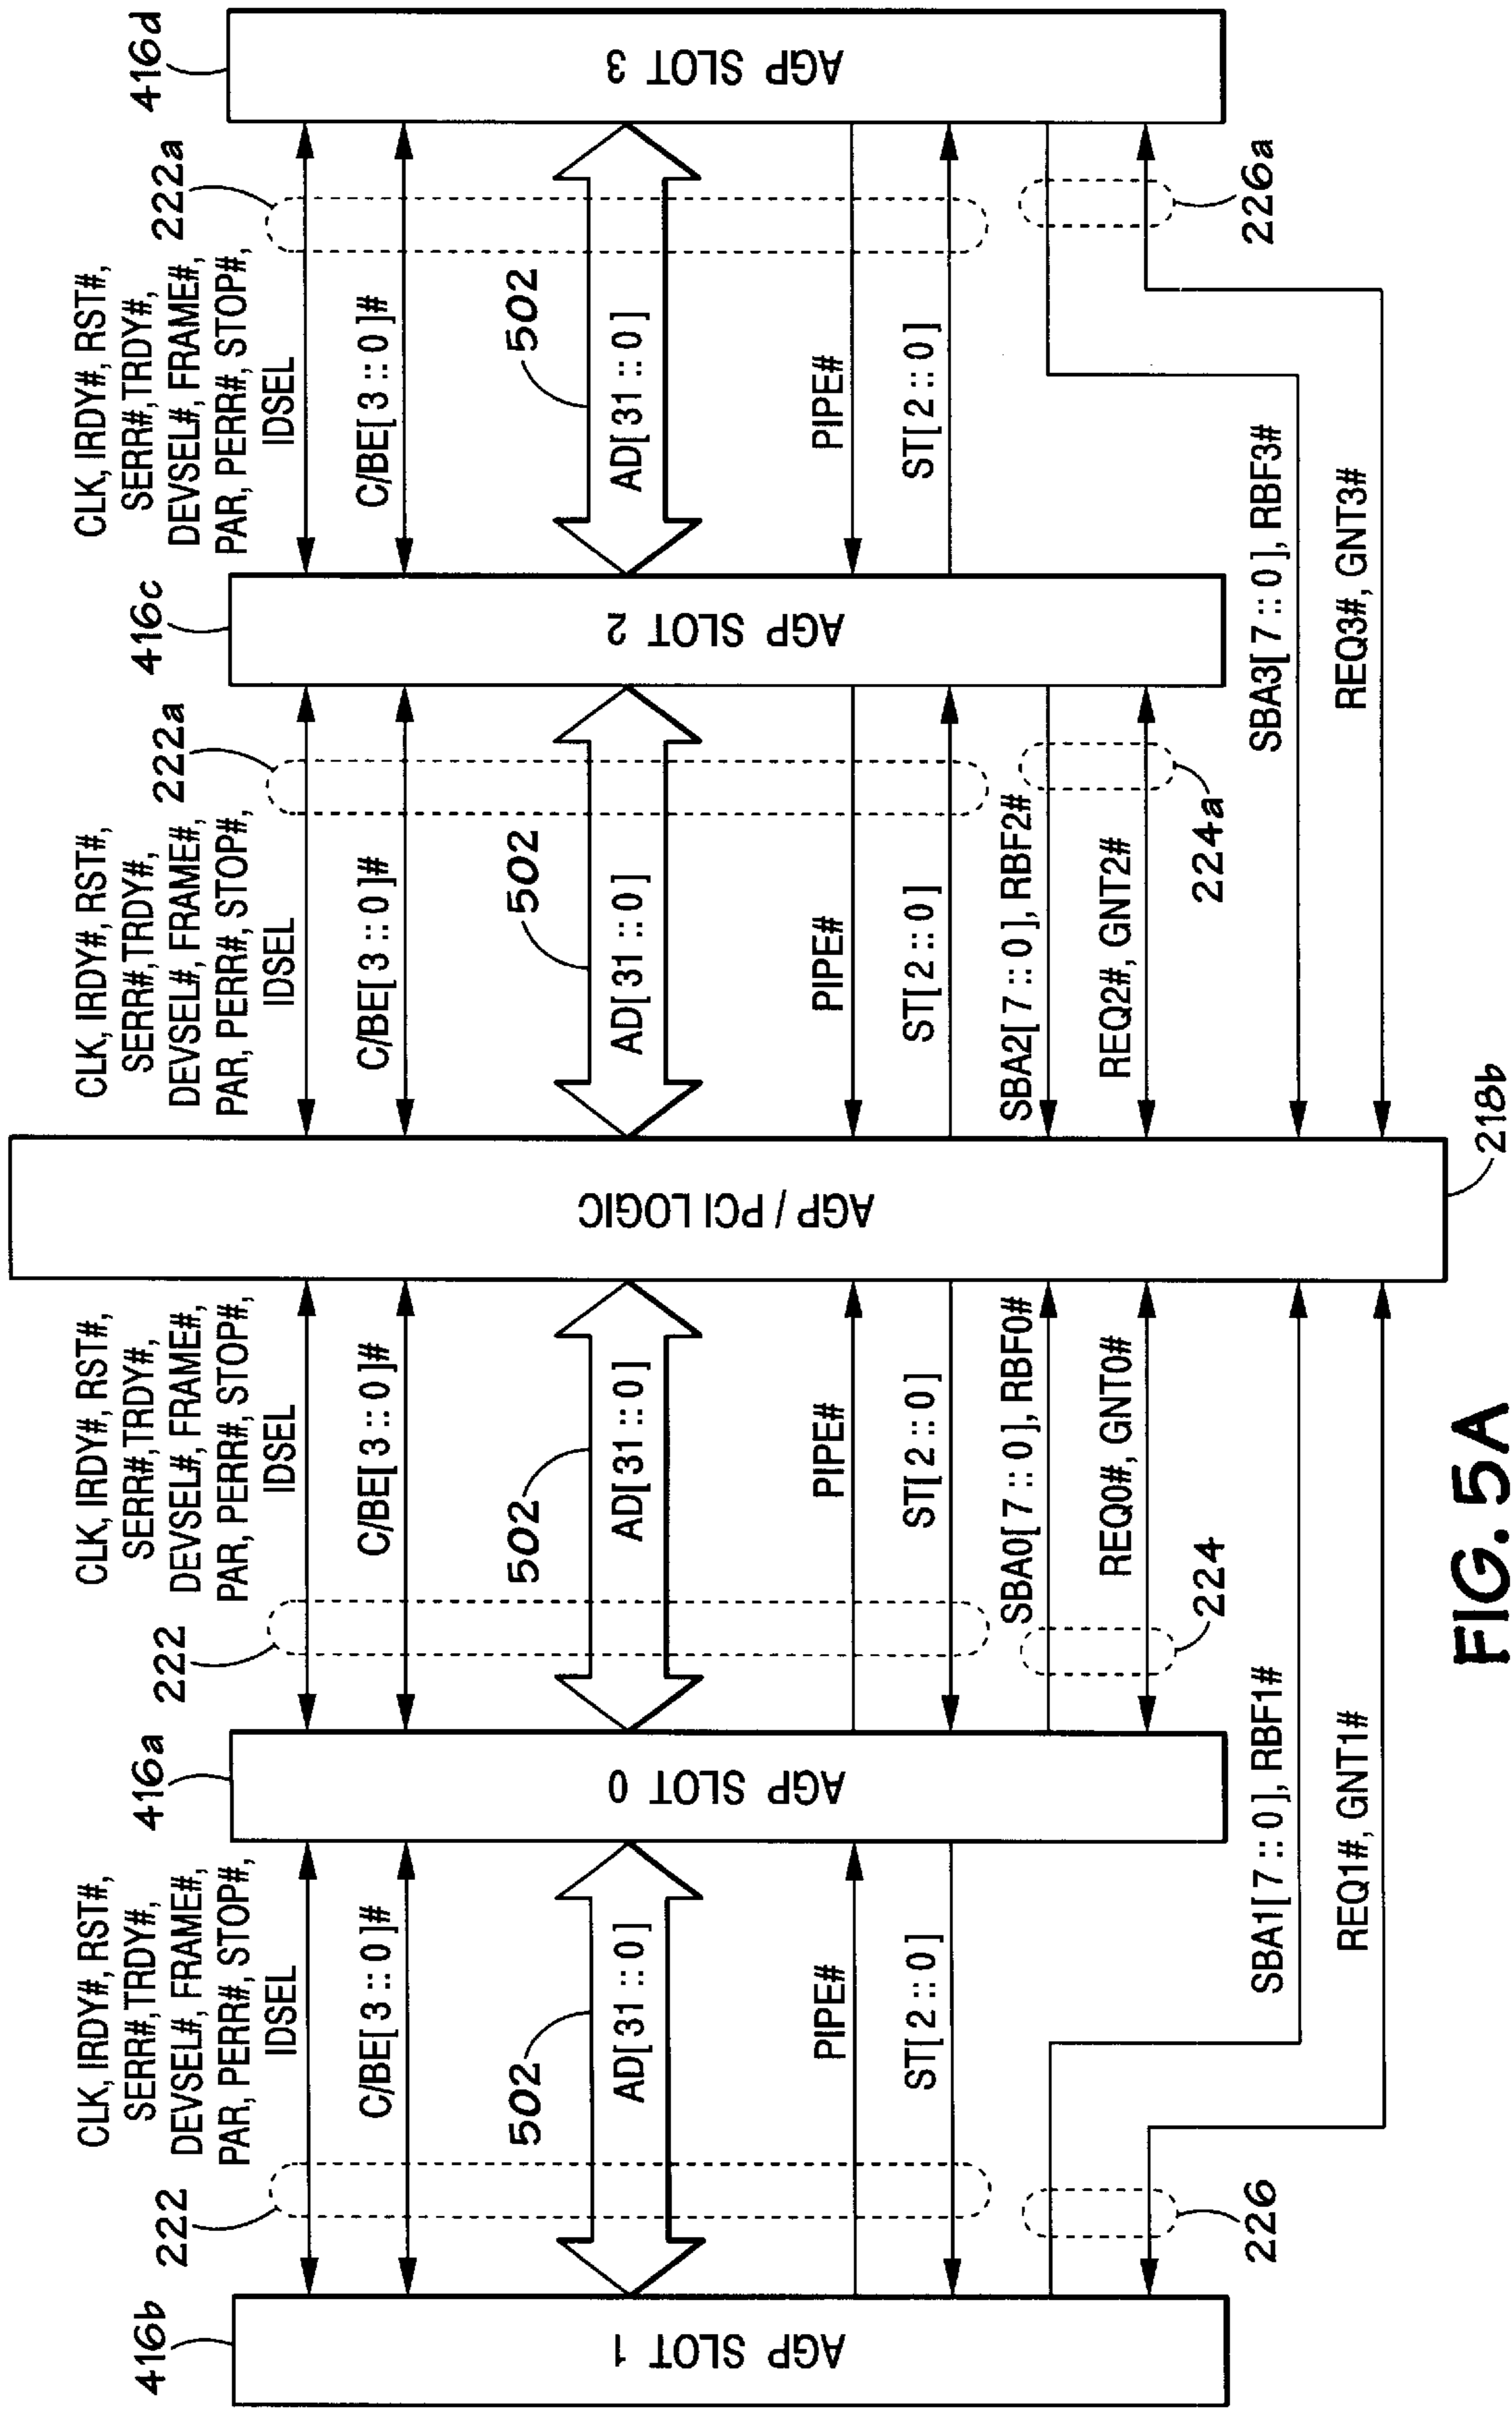 416b
AGP SLOT 1
222
CLK, IRDY#, RST#,
SERR#,TRDY#,
DEVSEL#, FRAME#,
PAR, PERR#, STOP#,
IDSEL
C/BE[ 3 :: 0 ]#
502
AD[ 31 :: 0 ]
PIPE#
ST[ 2 :: 0 ]
226
SBA1[ 7 :: 0 ], RBF1#
REQ1#, GNT1#
416a
AGP SLOT 0
222
CLK, IRDY#, RST#,
SERR#,TRDY#,
DEVSEL#, FRAME#,
PAR, PERR#, STOP#,
IDSEL
C/BE[ 3 :: 0 ]#
502
AD[ 31 :: 0 ]
PIPE#
ST[ 2 :: 0 ]
SBA0[ 7 :: 0 ], RBF0#
REQ0#, GNT0#
224
AGP / PCI LOGIC
218b
CLK, IRDY#, RST#,
SERR#,TRDY#,
DEVSEL#, FRAME#,
PAR, PERR#, STOP#,
IDSEL
222a
C/BE[ 3 :: 0 ]#
502
AD[ 31 :: 0 ]
PIPE#
ST[ 2 :: 0 ]
SBA2[ 7 :: 0 ], RBF2#
REQ2#, GNT2#
224a
416c
AGP SLOT 2
CLK, IRDY#, RST#,
SERR#,TRDY#,
DEVSEL#, FRAME#,
PAR, PERR#, STOP#,
IDSEL
222a
C/BE[ 3 :: 0 ]#
502
AD[ 31 :: 0 ]
PIPE#
ST[ 2 :: 0 ]
226a
SBA3[ 7 :: 0 ], RBF3#
REQ3#, GNT3#
416d
AGP SLOT 3
FIG. 5A